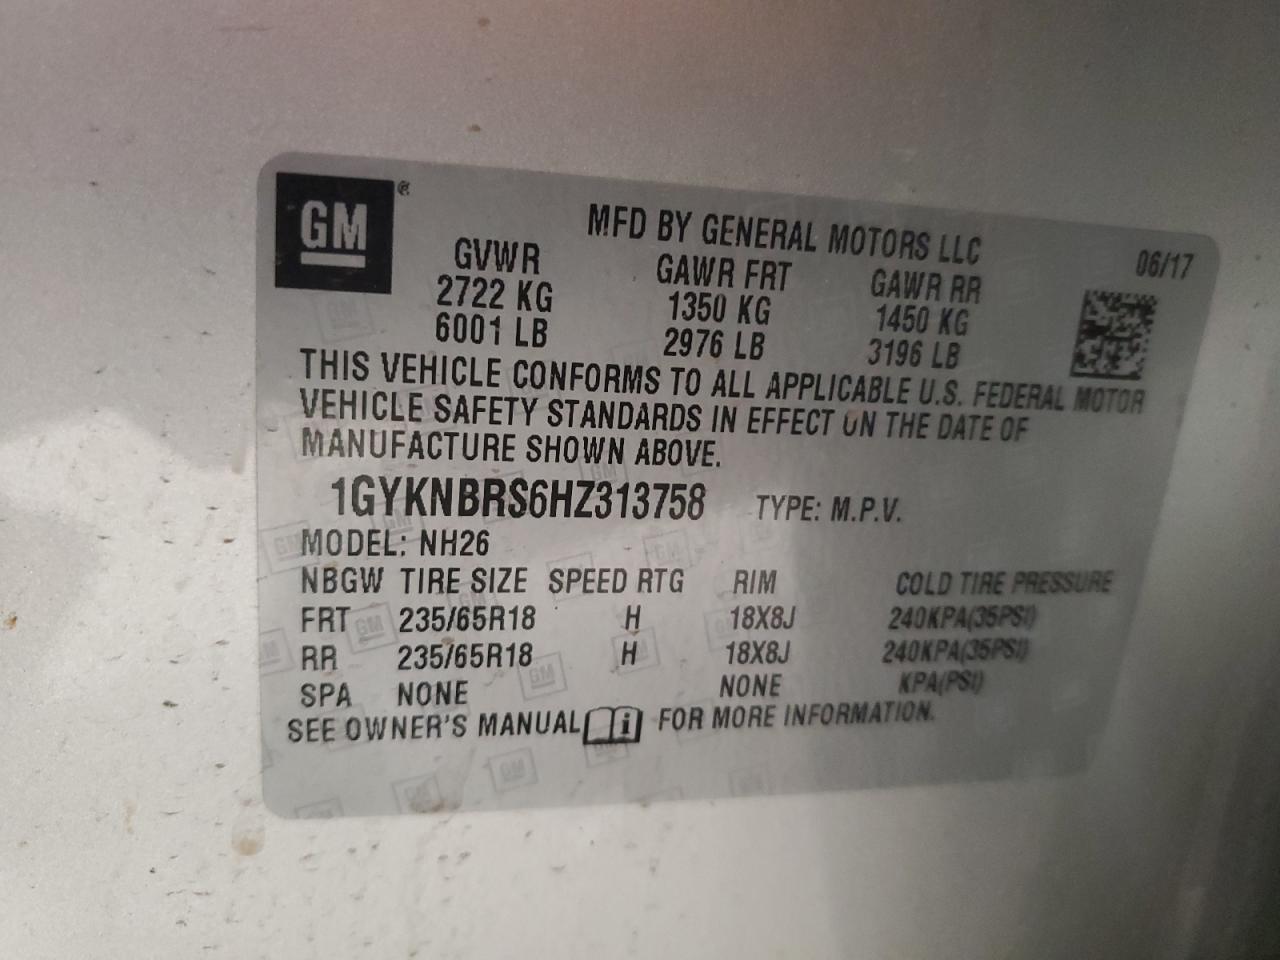 GM ®
MFD BY GENERAL MOTORS LLC
06/17
GVWR GAWR FRT GAWR RR
2722 KG 1350 KG 1450 KG
6001 LB 2976 LB 3196 LB
THIS VEHICLE CONFORMS TO ALL APPLICABLE U.S. FEDERAL MOTOR
VEHICLE SAFETY STANDARDS IN EFFECT ON THE DATE OF
MANUFACTURE SHOWN ABOVE.
1GYKNBRS6HZ313758 TYPE: M.P.V.
MODEL: NH26
NBGW TIRE SIZE SPEED RTG RIM COLD TIRE PRESSURE
FRT 235/65R18 H 18X8J 240KPA(35PSI)
RR 235/65R18 H 18X8J 240KPA(35PSI)
SPA NONE NONE KPA(PSI)
SEE OWNER'S MANUAL i FOR MORE INFORMATION.